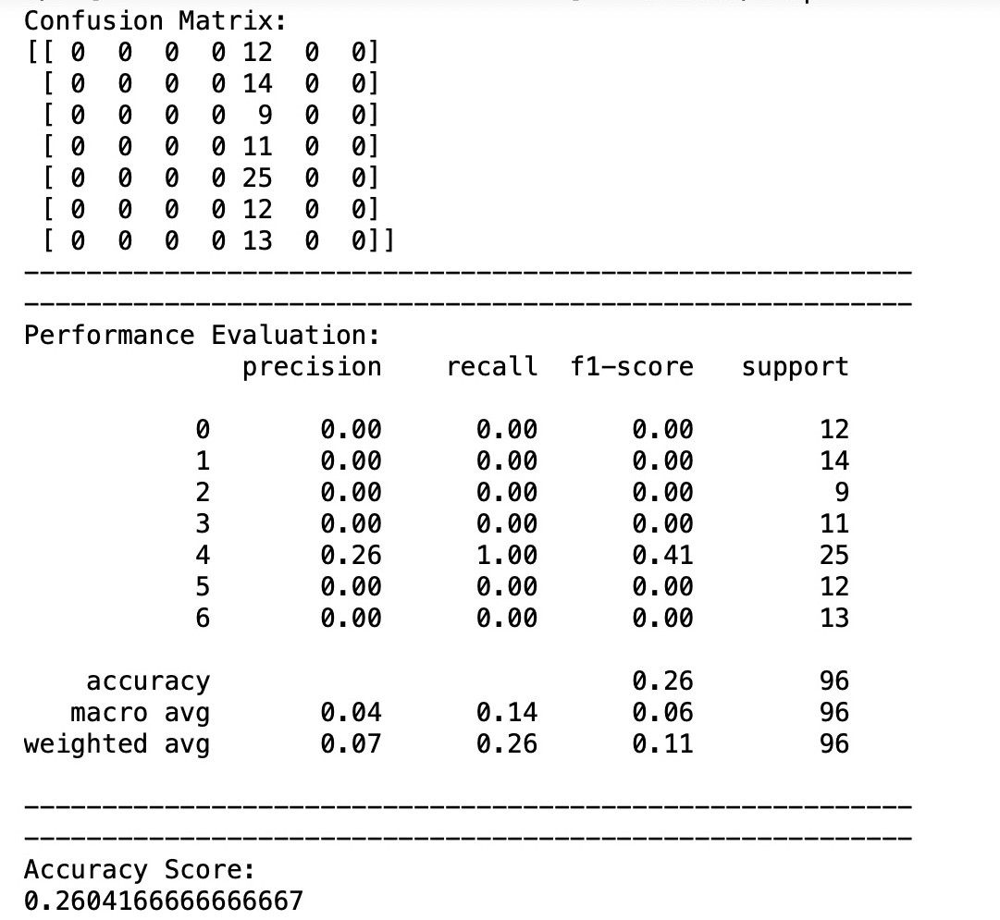 Confusion Matrix:
[[ 0  0  0  0 12  0  0]
 [ 0  0  0  0 14  0  0]
 [ 0  0  0  0  9  0  0]
 [ 0  0  0  0 11  0  0]
 [ 0  0  0  0 25  0  0]
 [ 0  0  0  0 12  0  0]
 [ 0  0  0  0 13  0  0]]
---------------------------------------------------------
---------------------------------------------------------
Performance Evaluation:
              precision    recall  f1-score   support

           0       0.00      0.00      0.00        12
           1       0.00      0.00      0.00        14
           2       0.00      0.00      0.00         9
           3       0.00      0.00      0.00        11
           4       0.26      1.00      0.41        25
           5       0.00      0.00      0.00        12
           6       0.00      0.00      0.00        13

    accuracy                           0.26        96
   macro avg       0.04      0.14      0.06        96
weighted avg       0.07      0.26      0.11        96

---------------------------------------------------------
---------------------------------------------------------
Accuracy Score:
0.2604166666666667